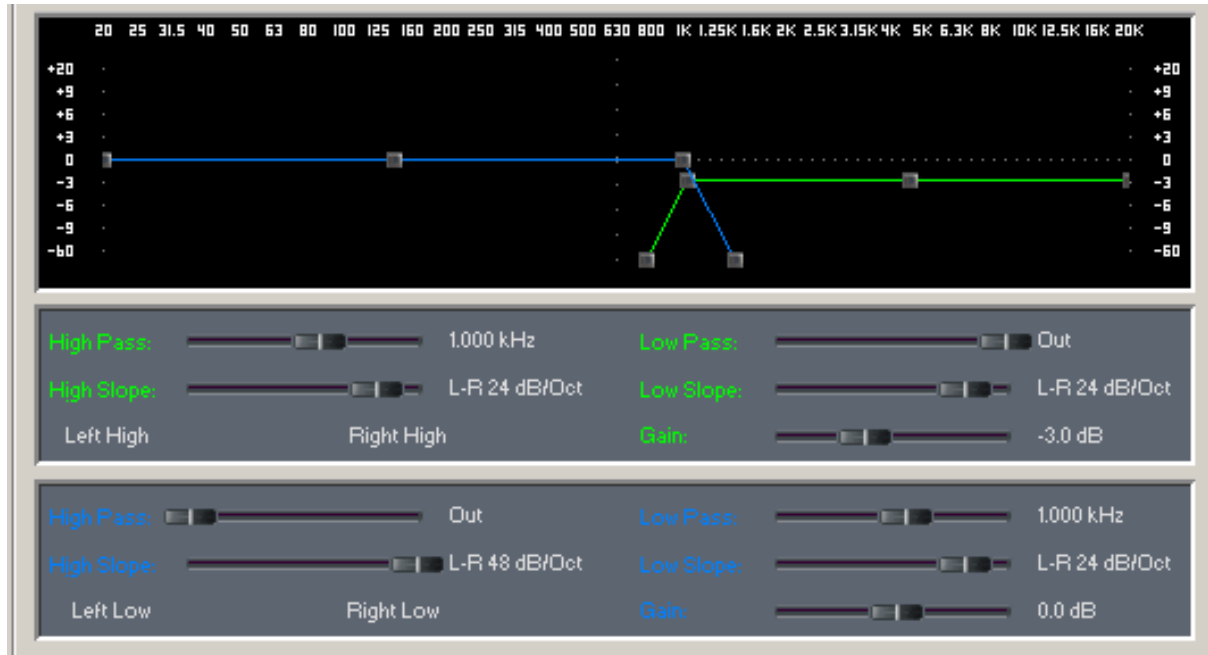 20 25 31.5 40 50 63 80 100 125 160 200 250 315 400 500 630 800 1K 1.25K 1.6K 2K 2.5K 3.15K 4K 5K 6.3K 8K 10K 12.5K 16K 20K
+20 +20
+9 +9
+6 +6
+3 +3
0 0
-3 -3
-6 -6
-9 -9
-60 -60
High Pass: 1.000 kHz Low Pass: Out
High Slope: L-R 24 dB/Oct Low Slope: L-R 24 dB/Oct
Left High Right High Gain: -3.0 dB
High Pass: Out Low Pass: 1.000 kHz
High Slope: L-R 48 dB/Oct Low Slope: L-R 24 dB/Oct
Left Low Right Low Gain: 0.0 dB